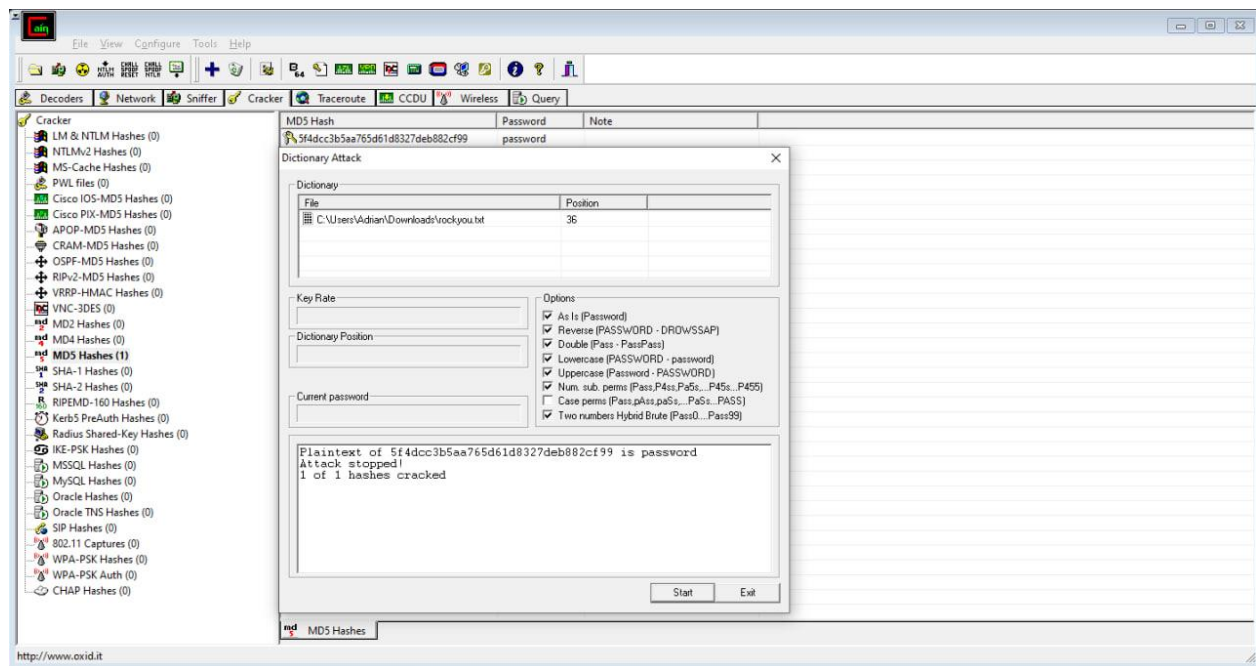 Cain
File View Configure Tools Help
NTLM AUTH CHALL SPOOF RESET CHALL SPOOF NTLM B 64
Decoders Network Sniffer Cracker Traceroute CCDU Wireless Query
Cracker
LM & NTLM Hashes (0)
NTLMv2 Hashes (0)
MS-Cache Hashes (0)
PWL files (0)
Cisco IOS-MD5 Hashes (0)
Cisco PIX-MD5 Hashes (0)
APOP-MD5 Hashes (0)
CRAM-MD5 Hashes (0)
OSPF-MD5 Hashes (0)
RIPv2-MD5 Hashes (0)
VRRP-HMAC Hashes (0)
VNC-3DES (0)
MD2 Hashes (0)
MD4 Hashes (0)
MD5 Hashes (1)
SHA-1 Hashes (0)
SHA-2 Hashes (0)
RIPEMD-160 Hashes (0)
Kerb5 PreAuth Hashes (0)
Radius Shared-Key Hashes (0)
IKE-PSK Hashes (0)
MSSQL Hashes (0)
MySQL Hashes (0)
Oracle Hashes (0)
Oracle TNS Hashes (0)
SIP Hashes (0)
802.11 Captures (0)
WPA-PSK Hashes (0)
WPA-PSK Auth (0)
CHAP Hashes (0)
MD5 Hash Password Note
5f4dcc3b5aa765d61d8327deb882cf99 password
Dictionary Attack
Dictionary
File Position
C:\Users\Adrian\Downloads\rockyou.txt 36
Key Rate
Dictionary Position
Current password
Options
As Is (Password)
Reverse (PASSWORD - DROWSSAP)
Double (Pass - PassPass)
Lowercase (PASSWORD - password)
Uppercase (Password - PASSWORD)
Num. sub. perms (Pass,P4ss,Pa5s,...P45s...P455)
Case perms (Pass,pAss,paSs,...PaSs...PASS)
Two numbers Hybrid Brute (Pass0....Pass99)
Plaintext of 5f4dcc3b5aa765d61d8327deb882cf99 is password
Attack stopped!
1 of 1 hashes cracked
Start Exit
MD5 Hashes
http://www.oxid.it